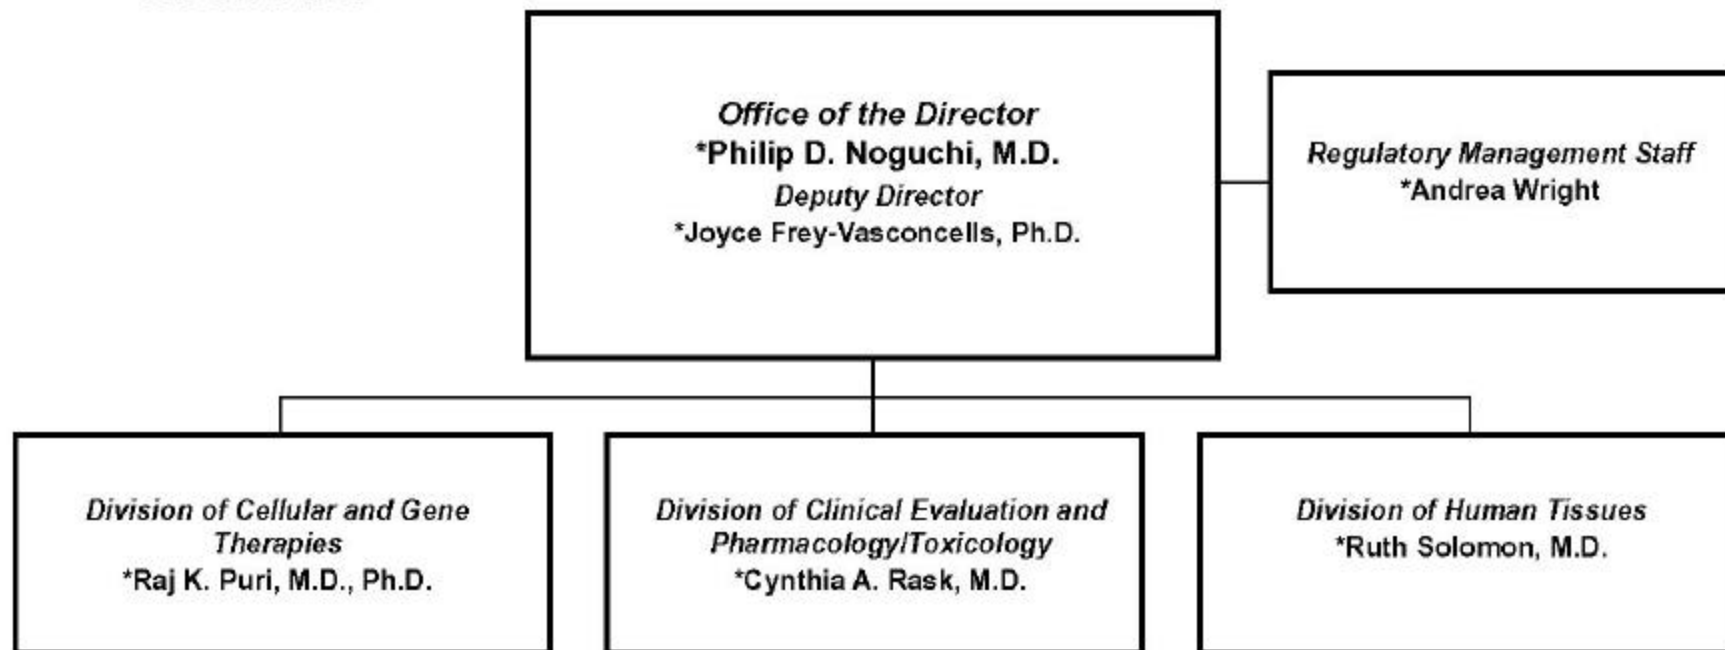 Office of the Director
*Philip D. Noguchi, M.D.
Deputy Director
*Joyce Frey-Vasconcells, Ph.D.
Regulatory Management Staff
*Andrea Wright
Division of Cellular and Gene
Therapies
*Raj K. Puri, M.D., Ph.D.
Division of Clinical Evaluation and
Pharmacology/Toxicology
*Cynthia A. Rask, M.D.
Division of Human Tissues
*Ruth Solomon, M.D.